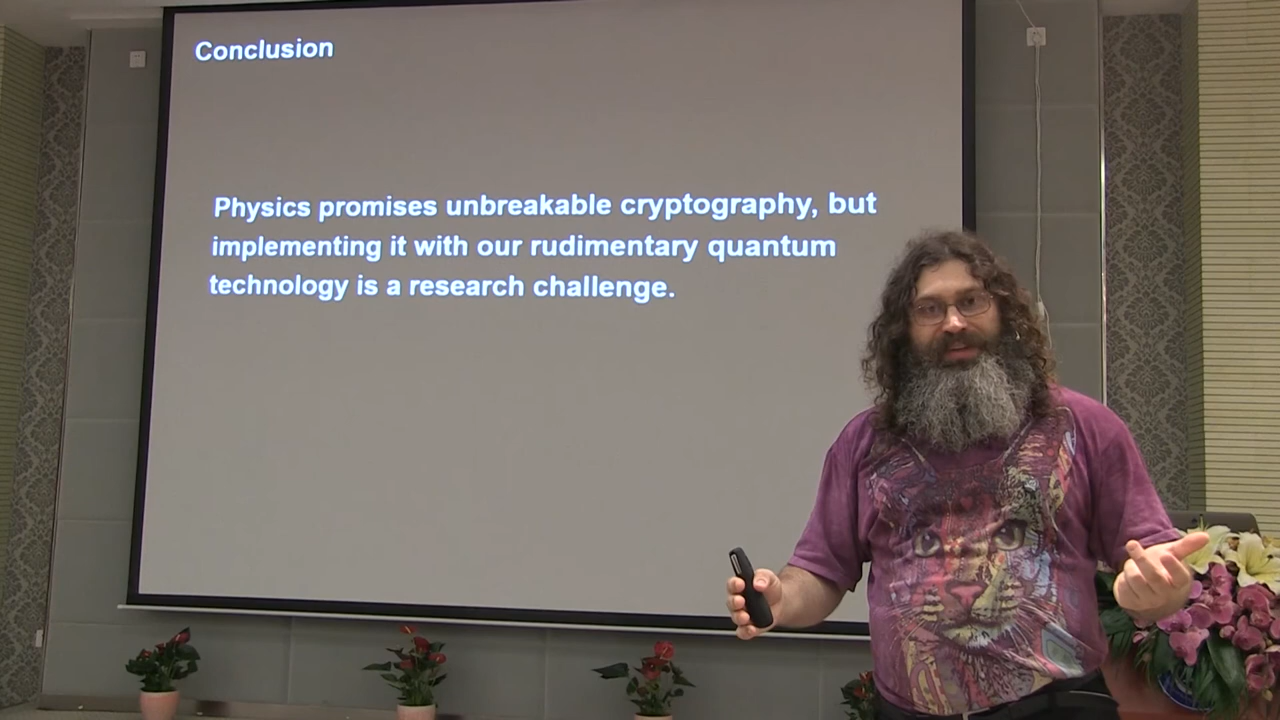 Conclusion
Physics promises unbreakable cryptography, but
implementing it with our rudimentary quantum
technology is a research challenge.